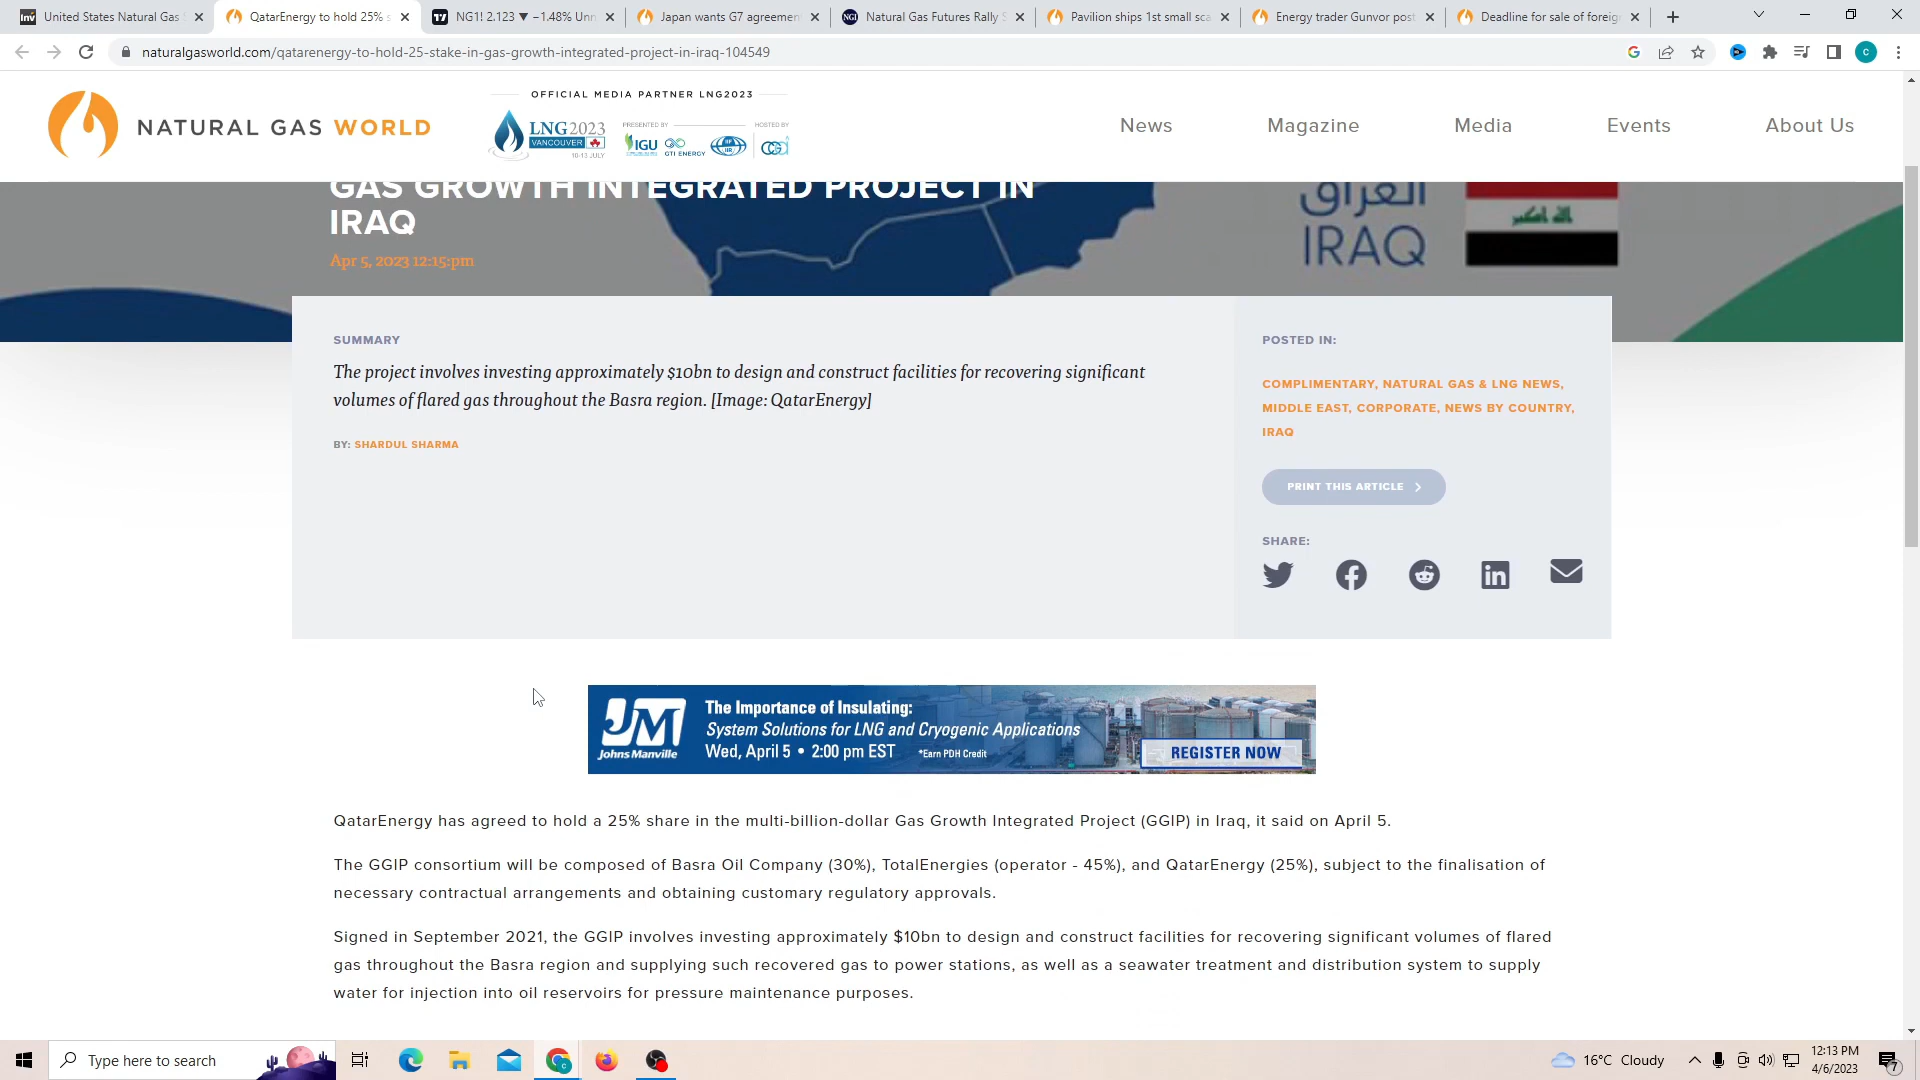 United States Natural Gas
QatarEnergy to hold 25% s
NG1! 2.123 ▼ −1.48% Unn
Japan wants G7 agreemen
Natural Gas Futures Rally S
Pavilion ships 1st small sca
Energy trader Gunvor post
Deadline for sale of foreig
naturalgasworld.com/qatarenergy-to-hold-25-stake-in-gas-growth-integrated-project-in-iraq-104549
NATURAL GAS WORLD
OFFICIAL MEDIA PARTNER LNG2023
LNG2023
VANCOUVER
10-13 JULY
PRESENTED BY
IGU
GTI ENERGY
HOSTED BY
News
Magazine
Media
Events
About Us
GAS GROWTH INTEGRATED PROJECT IN
IRAQ
Apr 5, 2023 12:15:pm
العراق
IRAQ
الله اكبر
SUMMARY
The project involves investing approximately $10bn to design and construct facilities for recovering significant
volumes of flared gas throughout the Basra region. [Image: QatarEnergy]
BY: SHARDUL SHARMA
POSTED IN:
COMPLIMENTARY, NATURAL GAS & LNG NEWS,
MIDDLE EAST, CORPORATE, NEWS BY COUNTRY,
IRAQ
PRINT THIS ARTICLE
SHARE:
JM
Johns Manville
The Importance of Insulating:
System Solutions for LNG and Cryogenic Applications
Wed, April 5 • 2:00 pm EST *Earn PDH Credit
REGISTER NOW
QatarEnergy has agreed to hold a 25% share in the multi-billion-dollar Gas Growth Integrated Project (GGIP) in Iraq, it said on April 5.
The GGIP consortium will be composed of Basra Oil Company (30%), TotalEnergies (operator - 45%), and QatarEnergy (25%), subject to the finalisation of
necessary contractual arrangements and obtaining customary regulatory approvals.
Signed in September 2021, the GGIP involves investing approximately $10bn to design and construct facilities for recovering significant volumes of flared
gas throughout the Basra region and supplying such recovered gas to power stations, as well as a seawater treatment and distribution system to supply
water for injection into oil reservoirs for pressure maintenance purposes.
Type here to search
16°C Cloudy
12:13 PM
4/6/2023
7